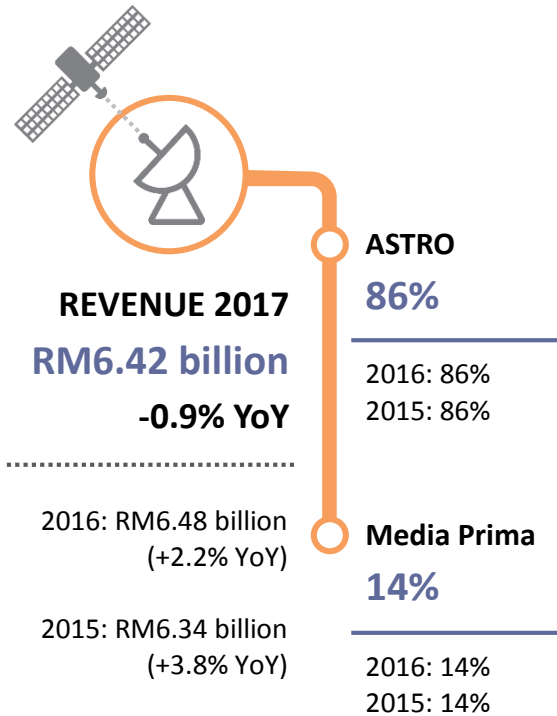 REVENUE 2017
RM6.42 billion
-0.9% YoY
2016: RM6.48 billion
(+2.2% YoY)
2015: RM6.34 billion
(+3.8% YoY)
ASTRO
86%
2016: 86%
2015: 86%
Media Prima
14%
2016: 14%
2015: 14%